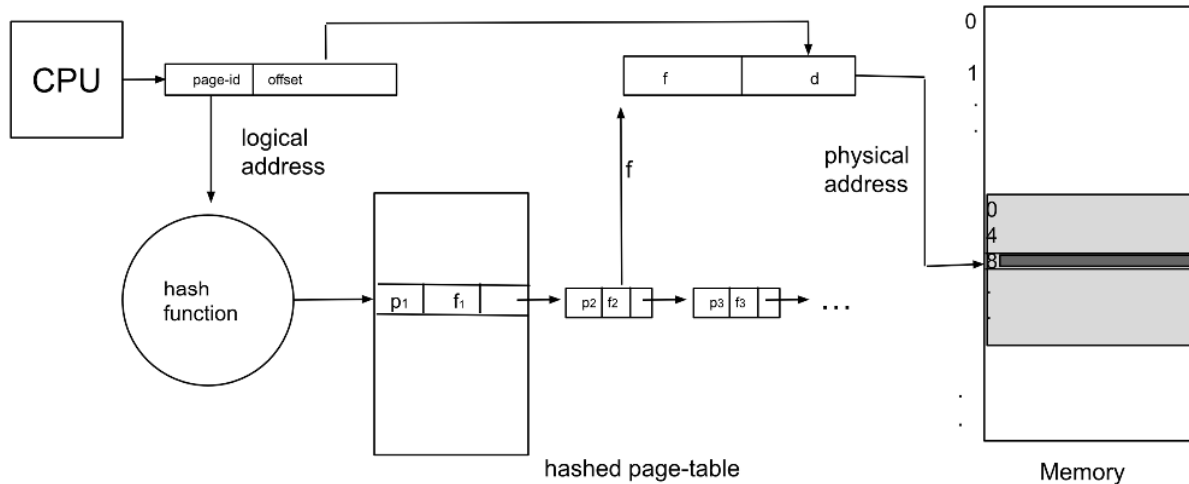 CPU
page-id
offset
f
d
0
1
.
.
logical
address
f
physical
address
0
4
8
.
.
hash
function
p1
f1
p2
f2
p3
f3
...
.
.
hashed page-table
Memory